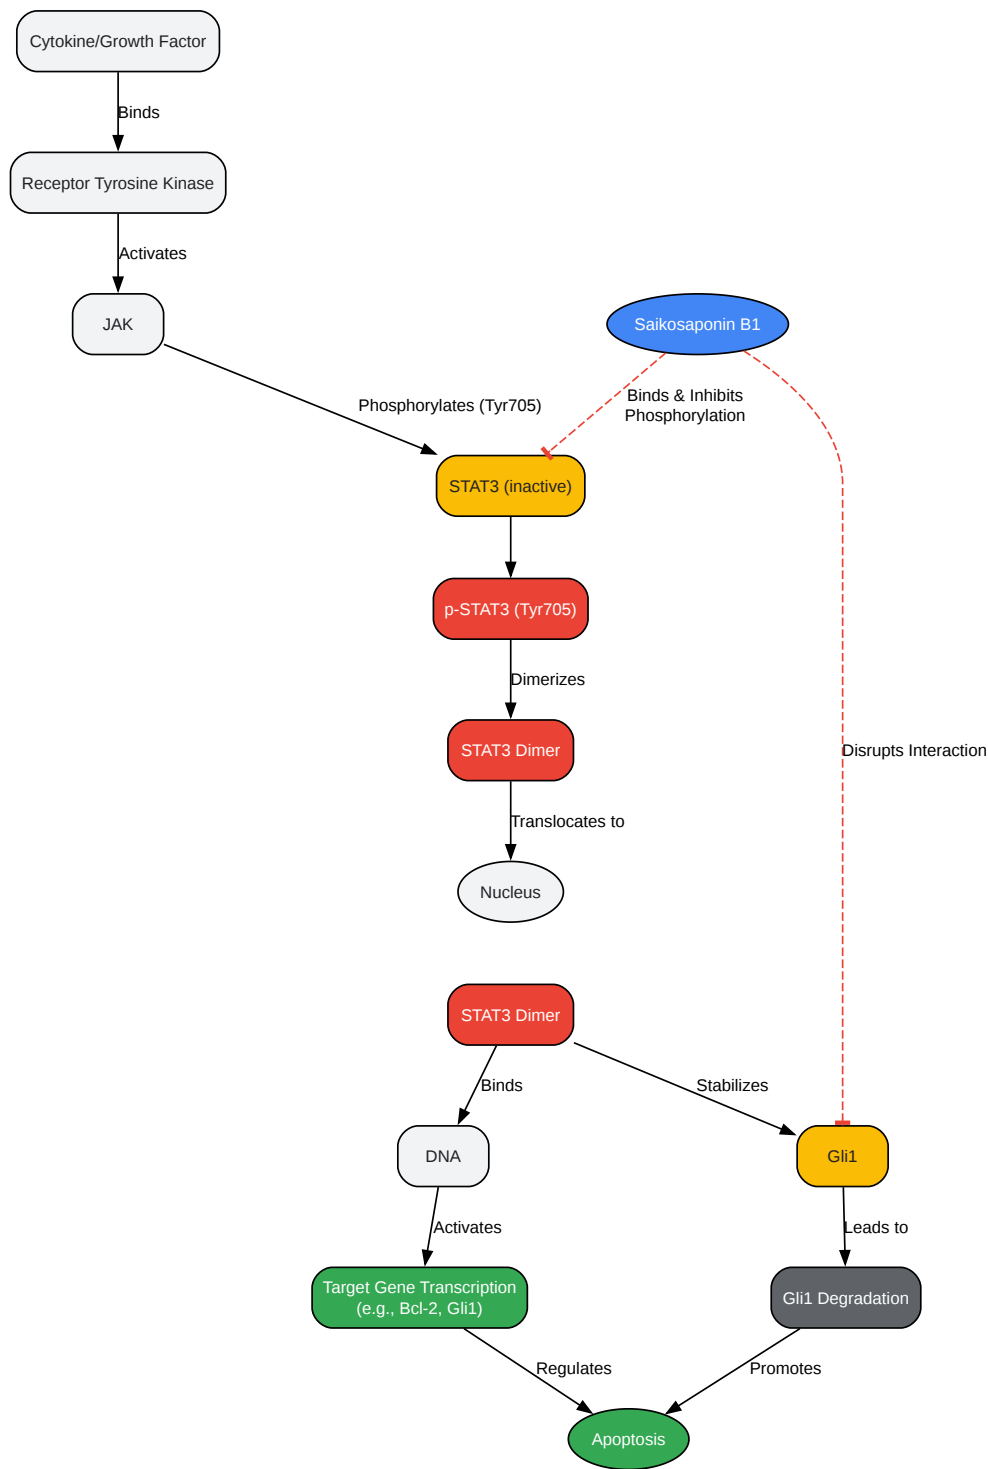 Cytokine/Growth Factor
Binds
Receptor Tyrosine Kinase
Activates
JAK
Saikosaponin B1
Phosphorylates (Tyr705)
Binds & Inhibits
Phosphorylation
STAT3 (inactive)
p-STAT3 (Tyr705)
Dimerizes
STAT3 Dimer
Disrupts Interaction
Translocates to
Nucleus
STAT3 Dimer
Binds
Stabilizes
DNA
Gli1
Activates
Leads to
Target Gene Transcription
(e.g., Bcl-2, Gli1)
Gli1 Degradation
Regulates
Promotes
Apoptosis